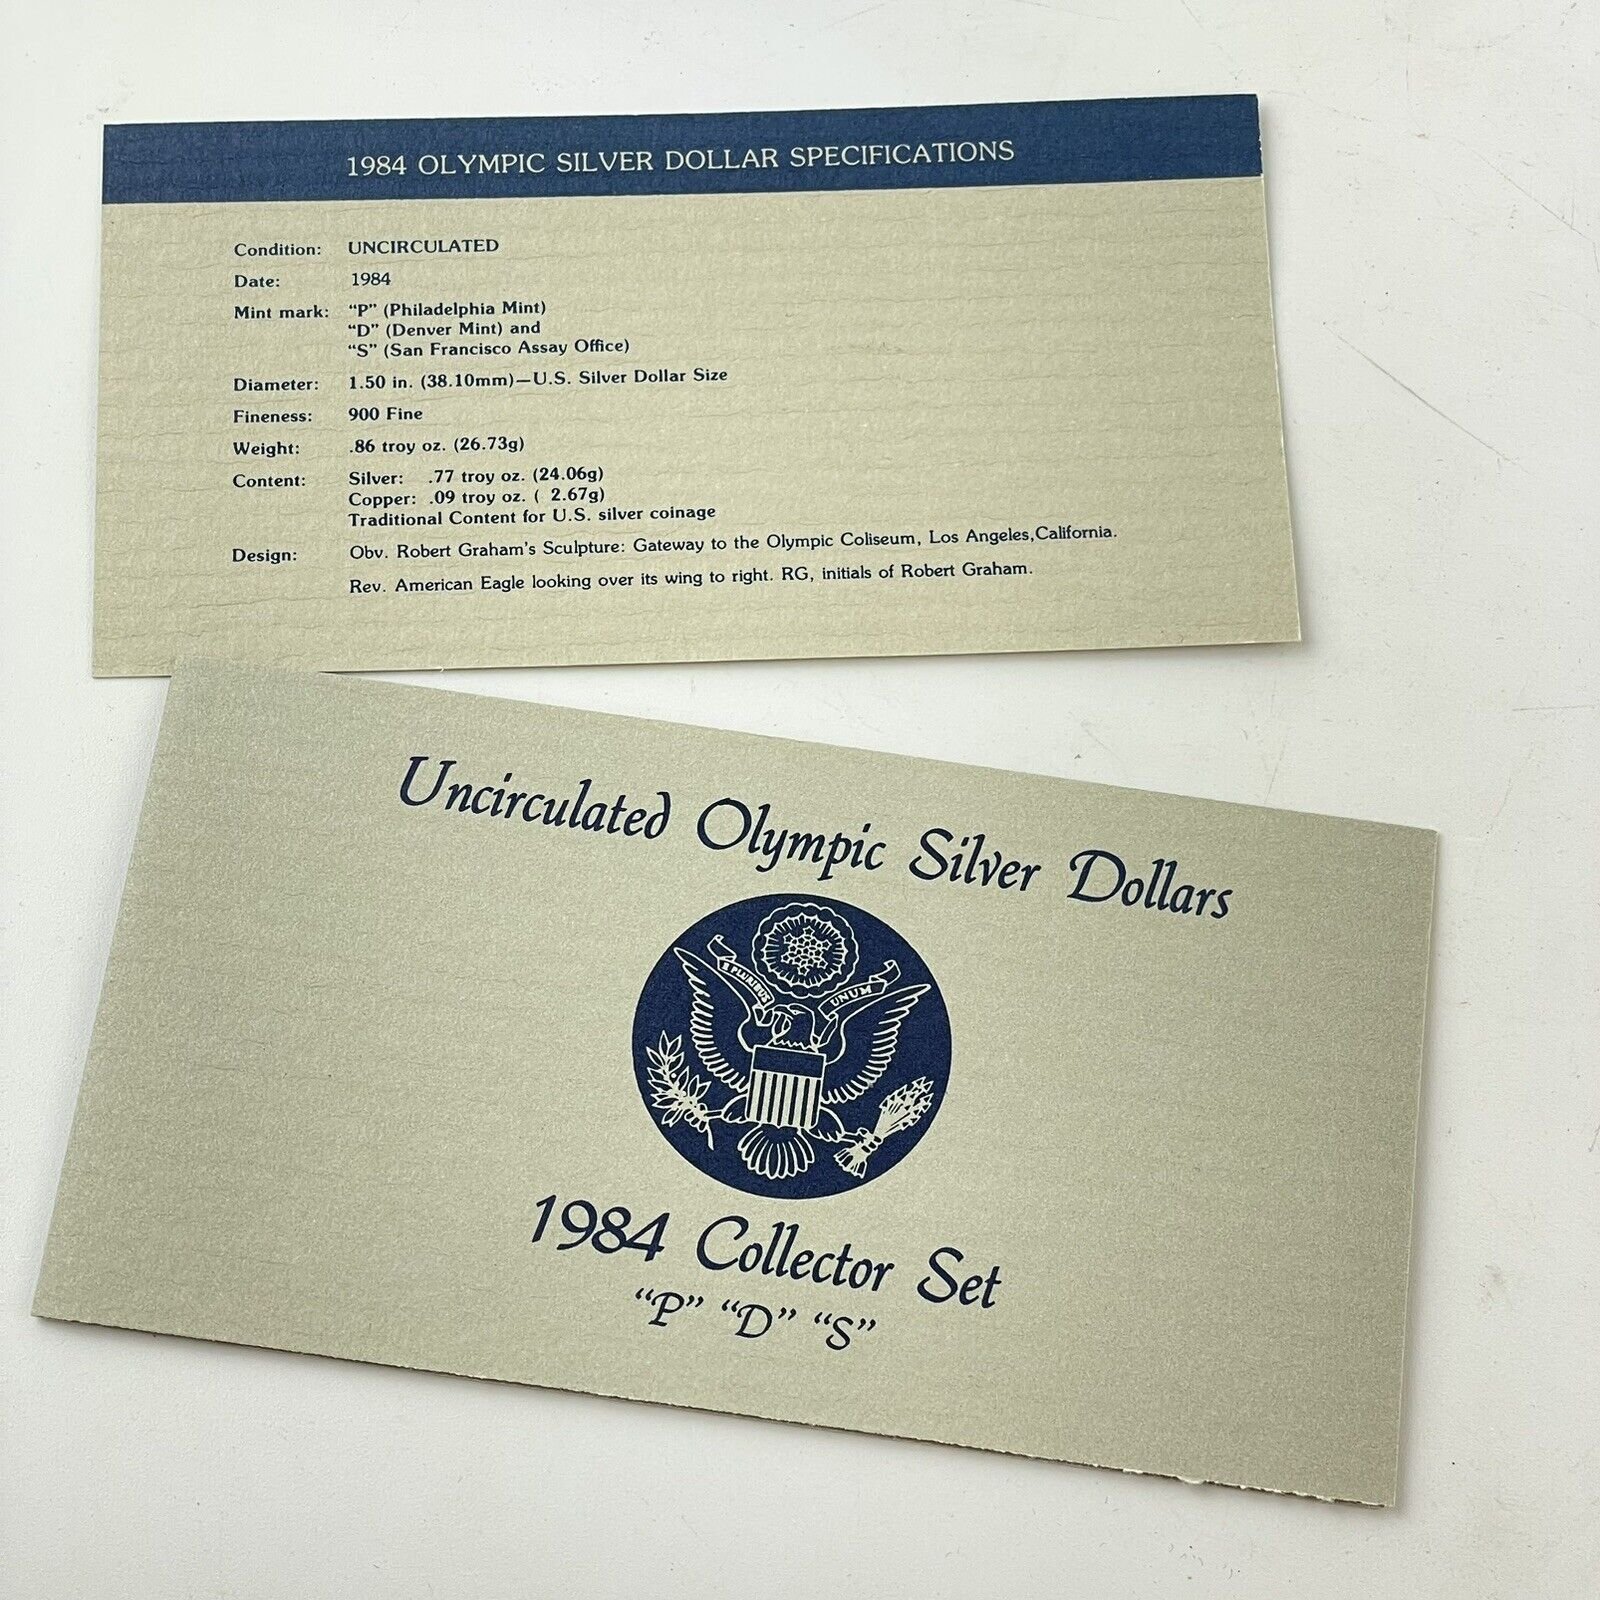 1984 OLYMPIC SILVER DOLLAR SPECIFICATIONS
Condition: UNCIRCULATED
Date: 1984
Mint mark: “P” (Philadelphia Mint)
“D” (Denver Mint) and
“S” (San Francisco Assay Office)
Diameter: 1.50 in. (38.10mm)—U.S. Silver Dollar Size
Fineness: 900 Fine
Weight: .86 troy oz. (26.73g)
Content: Silver: .77 troy oz. (24.06g)
Copper: .09 troy oz. ( 2.67g)
Traditional Content for U.S. silver coinage
Design: Obv. Robert Graham's Sculpture: Gateway to the Olympic Coliseum, Los Angeles,California.
Rev. American Eagle looking over its wing to right. RG, initials of Robert Graham.
Uncirculated Olympic Silver Dollars
E PLURIBUS UNUM
1984 Collector Set
“P” “D” “S”